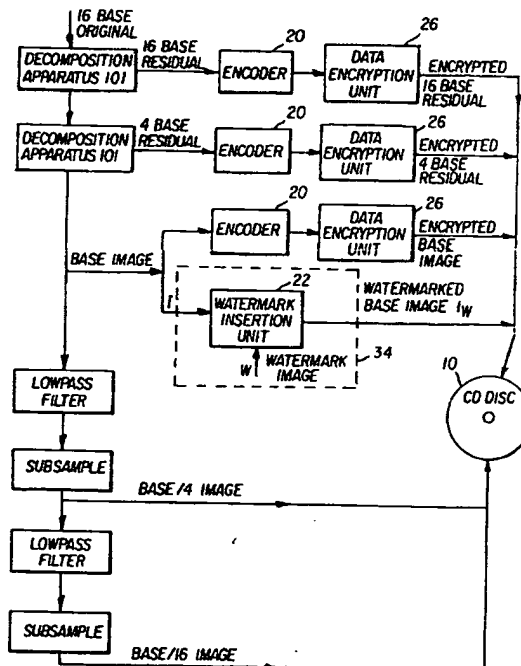 16 BASE
ORIGINAL
DECOMPOSITION
APPARATUS 101
16 BASE
RESIDUAL
20
ENCODER
26
DATA
ENCRYPTION
UNIT
ENCRYPTED
16 BASE
RESIDUAL
DECOMPOSITION
APPARATUS 101
4 BASE
RESIDUAL
20
ENCODER
26
DATA
ENCRYPTION
UNIT
ENCRYPTED
4 BASE
RESIDUAL
20
ENCODER
26
DATA
ENCRYPTION
UNIT
ENCRYPTED
BASE
IMAGE
BASE IMAGE
I
22
WATERMARK
INSERTION
UNIT
WATERMARKED
BASE IMAGE IW
W
WATERMARK
IMAGE
34
10
CD DISC
LOWPASS
FILTER
SUBSAMPLE
BASE/4 IMAGE
LOWPASS
FILTER
SUBSAMPLE
BASE/16 IMAGE